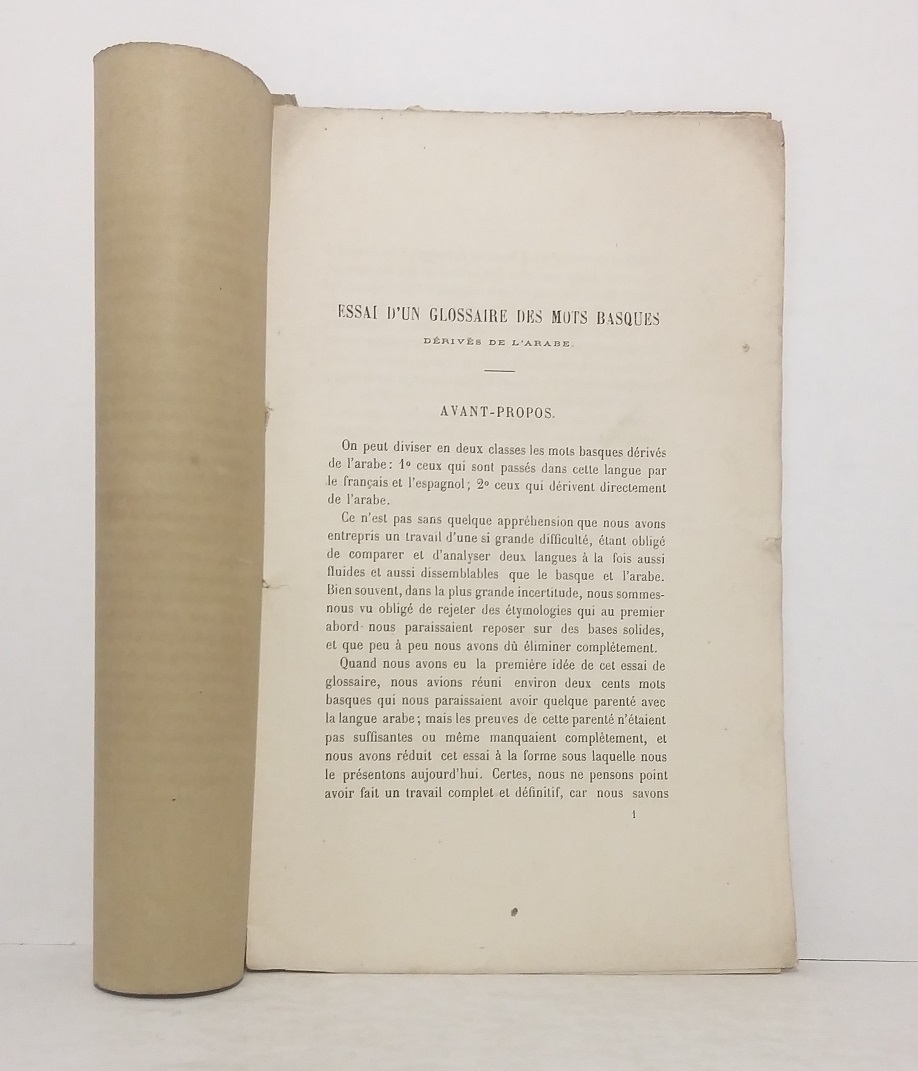 ESSAI D'UN GLOSSAIRE DES MOTS BASQUES
DÉRIVÉS DE L'ARABE.
AVANT-PROPOS.
On peut diviser en deux classes les mots basques dérivés
de l'arabe : 1º ceux qui sont passés dans cette langue par
le français et l'espagnol ; 2º ceux qui dérivent directement
de l'arabe.
Ce n'est pas sans quelque appréhension que nous avons
entrepris un travail d'une si grande difficulté, étant obligé
de comparer et d'analyser deux langues à la fois aussi
fluides et aussi dissemblables que le basque et l'arabe.
Bien souvent, dans la plus grande incertitude, nous sommes-
nous vu obligé de rejeter des étymologies qui au premier
abord nous paraissaient reposer sur des bases solides,
et que peu à peu nous avons dû éliminer complètement.
Quand nous avons eu la première idée de cet essai de
glossaire, nous avions réuni environ deux cents mots
basques qui nous paraissaient avoir quelque parenté avec
la langue arabe ; mais les preuves de cette parenté n'étaient
pas suffisantes ou même manquaient complètement, et
nous avons réduit cet essai à la forme sous laquelle nous
le présentons aujourd'hui. Certes, nous ne pensons point
avoir fait un travail complet et définitif, car nous savons
1